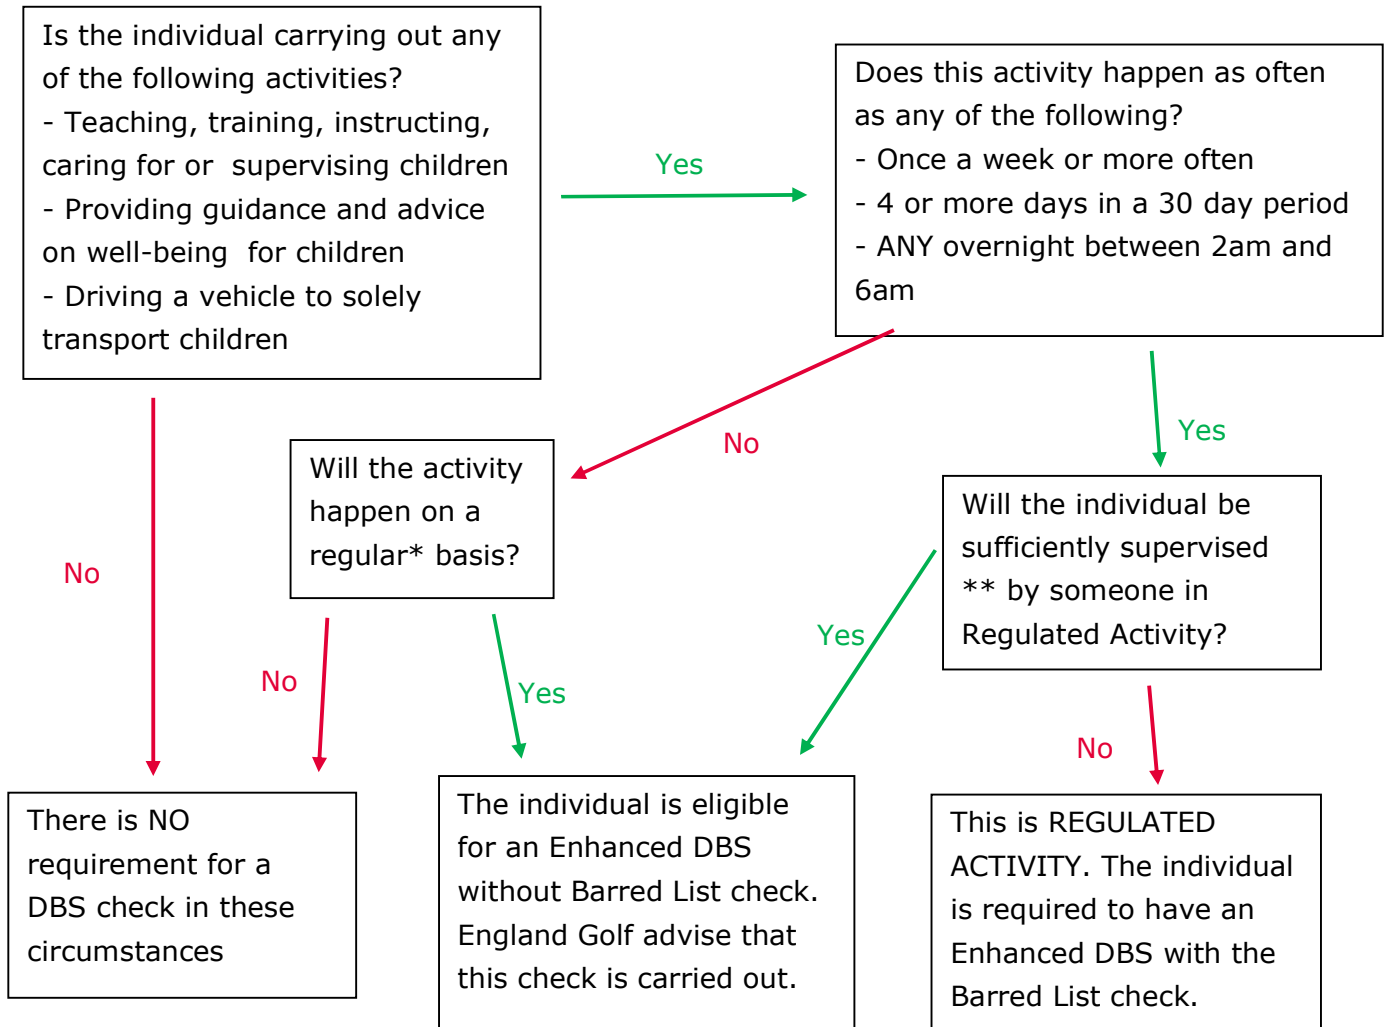 Is the individual carrying out any
of the following activities?
- Teaching, training, instructing,
caring for or supervising children
- Providing guidance and advice
on well-being for children
- Driving a vehicle to solely
transport children
Yes
Does this activity happen as often
as any of the following?
- Once a week or more often
- 4 or more days in a 30 day period
- ANY overnight between 2am and
6am
No
No
Yes
Will the activity
happen on a
regular* basis?
Will the individual be
sufficiently supervised
** by someone in
Regulated Activity?
No
Yes
Yes
No
There is NO
requirement for a
DBS check in these
circumstances
The individual is eligible
for an Enhanced DBS
without Barred List check.
England Golf advise that
this check is carried out.
This is REGULATED
ACTIVITY. The individual
is required to have an
Enhanced DBS with the
Barred List check.